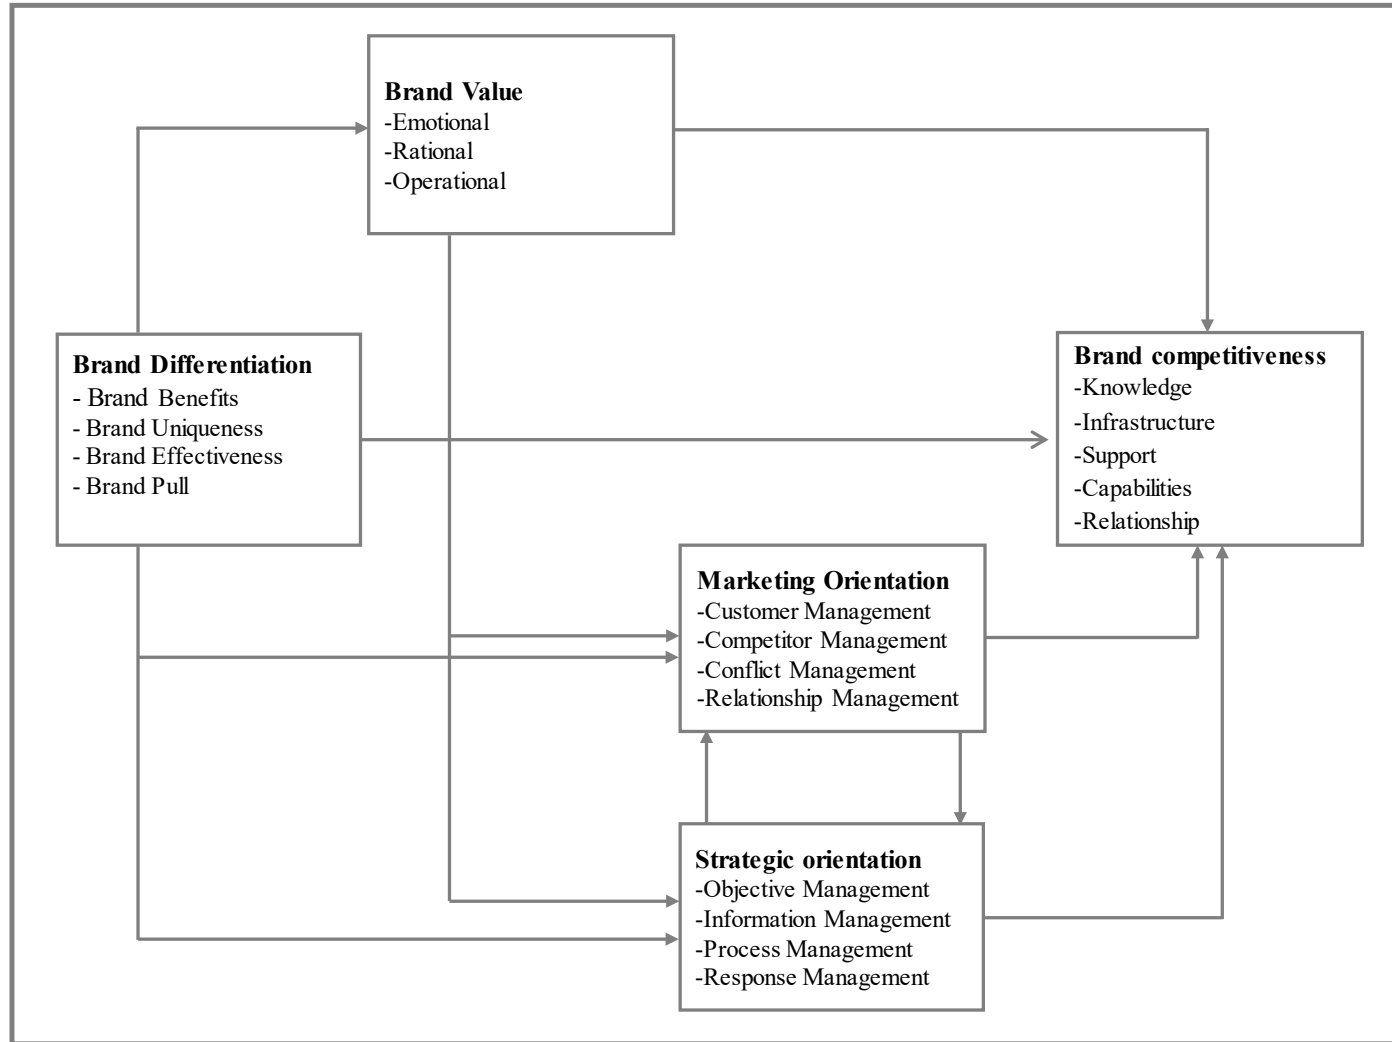 Brand Value
-Emotional
-Rational
-Operational
Brand Differentiation
- Brand Benefits
- Brand Uniqueness
- Brand Effectiveness
- Brand Pull
Brand competitiveness
-Knowledge
-Infrastructure
-Support
-Capabilities
-Relationship
Marketing Orientation
-Customer Management
-Competitor Management
-Conflict Management
-Relationship Management
Strategic orientation
-Objective Management
-Information Management
-Process Management
-Response Management